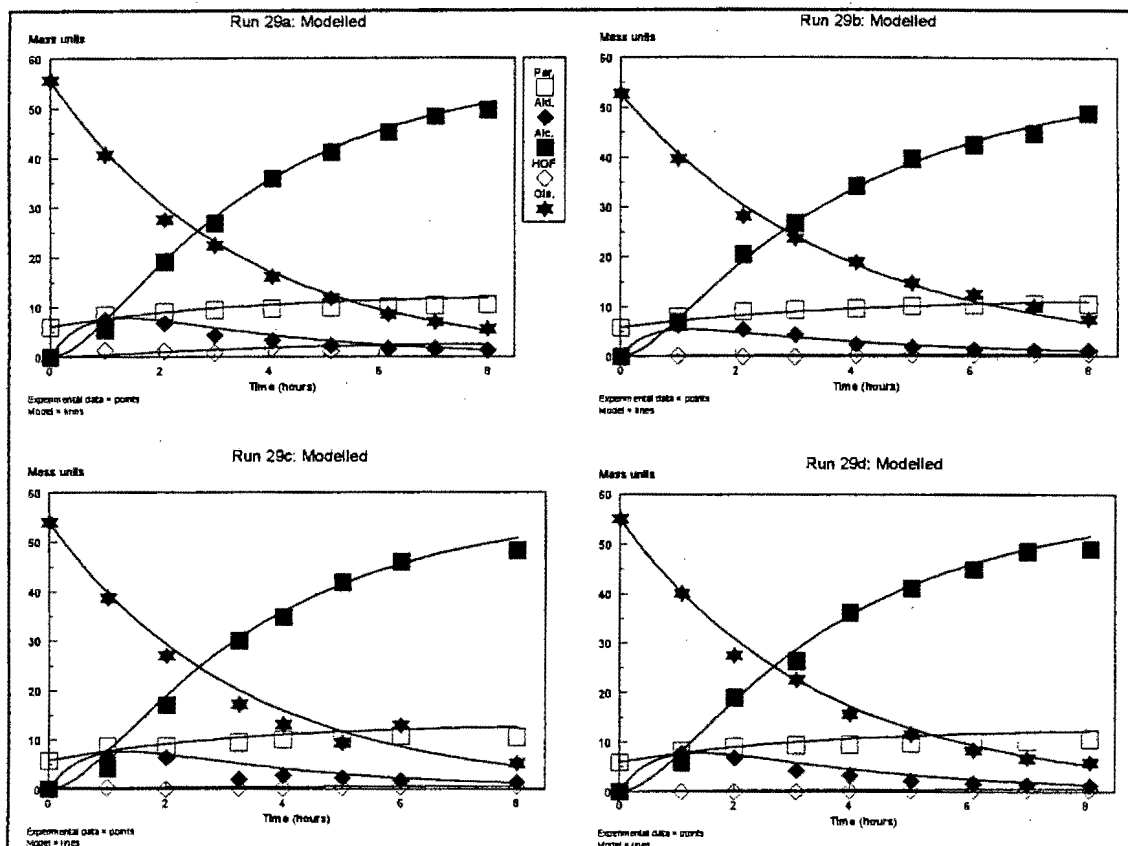 Run 29a: Modelled
Mass units
60
50
40
30
20
10
0
0 2 4 6 8
Time (hours)
Experimental data = points
Model = lines
Par.
Ald.
Alc.
HOF
Ole.
Run 29b: Modelled
Mass units
60
50
40
30
20
10
0
0 2 4 6 8
Time (hours)
Experimental data = points
Model = lines
Run 29c: Modelled
Mass units
60
50
40
30
20
10
0
0 2 4 6 8
Time (hours)
Experimental data = points
Model = lines
Run 29d: Modelled
Mass units
60
50
40
30
20
10
0
0 2 4 6 8
Time (hours)
Experimental data = points
Model = lines